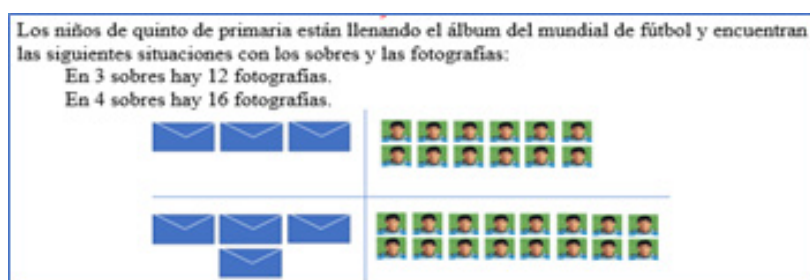 Los niños de quinto de primaria están llenando el álbum del mundial de fútbol y encuentran
las siguientes situaciones con los sobres y las fotografías:
En 3 sobres hay 12 fotografías.
En 4 sobres hay 16 fotografías.